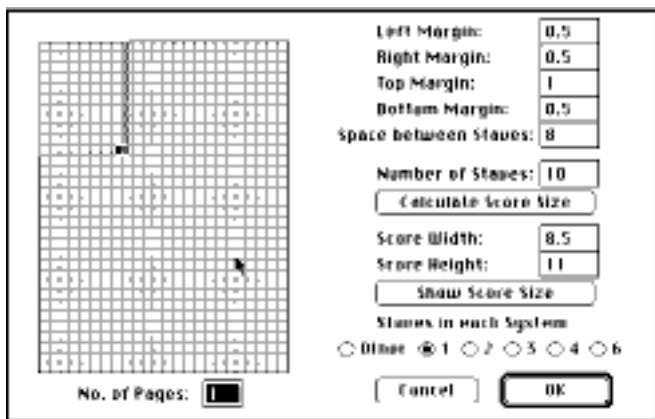 Left Margin: 0.5
Right Margin: 0.5
Top Margin: 1
Bottom Margin: 0.5
Space between Staves: 8
Number of Staves: 10
Calculate Score Size
Score Width: 8.5
Score Height: 11
Show Score Size
Staves in each System
Other 1 2 3 4 6
No. of Pages: 1
Cancel OK